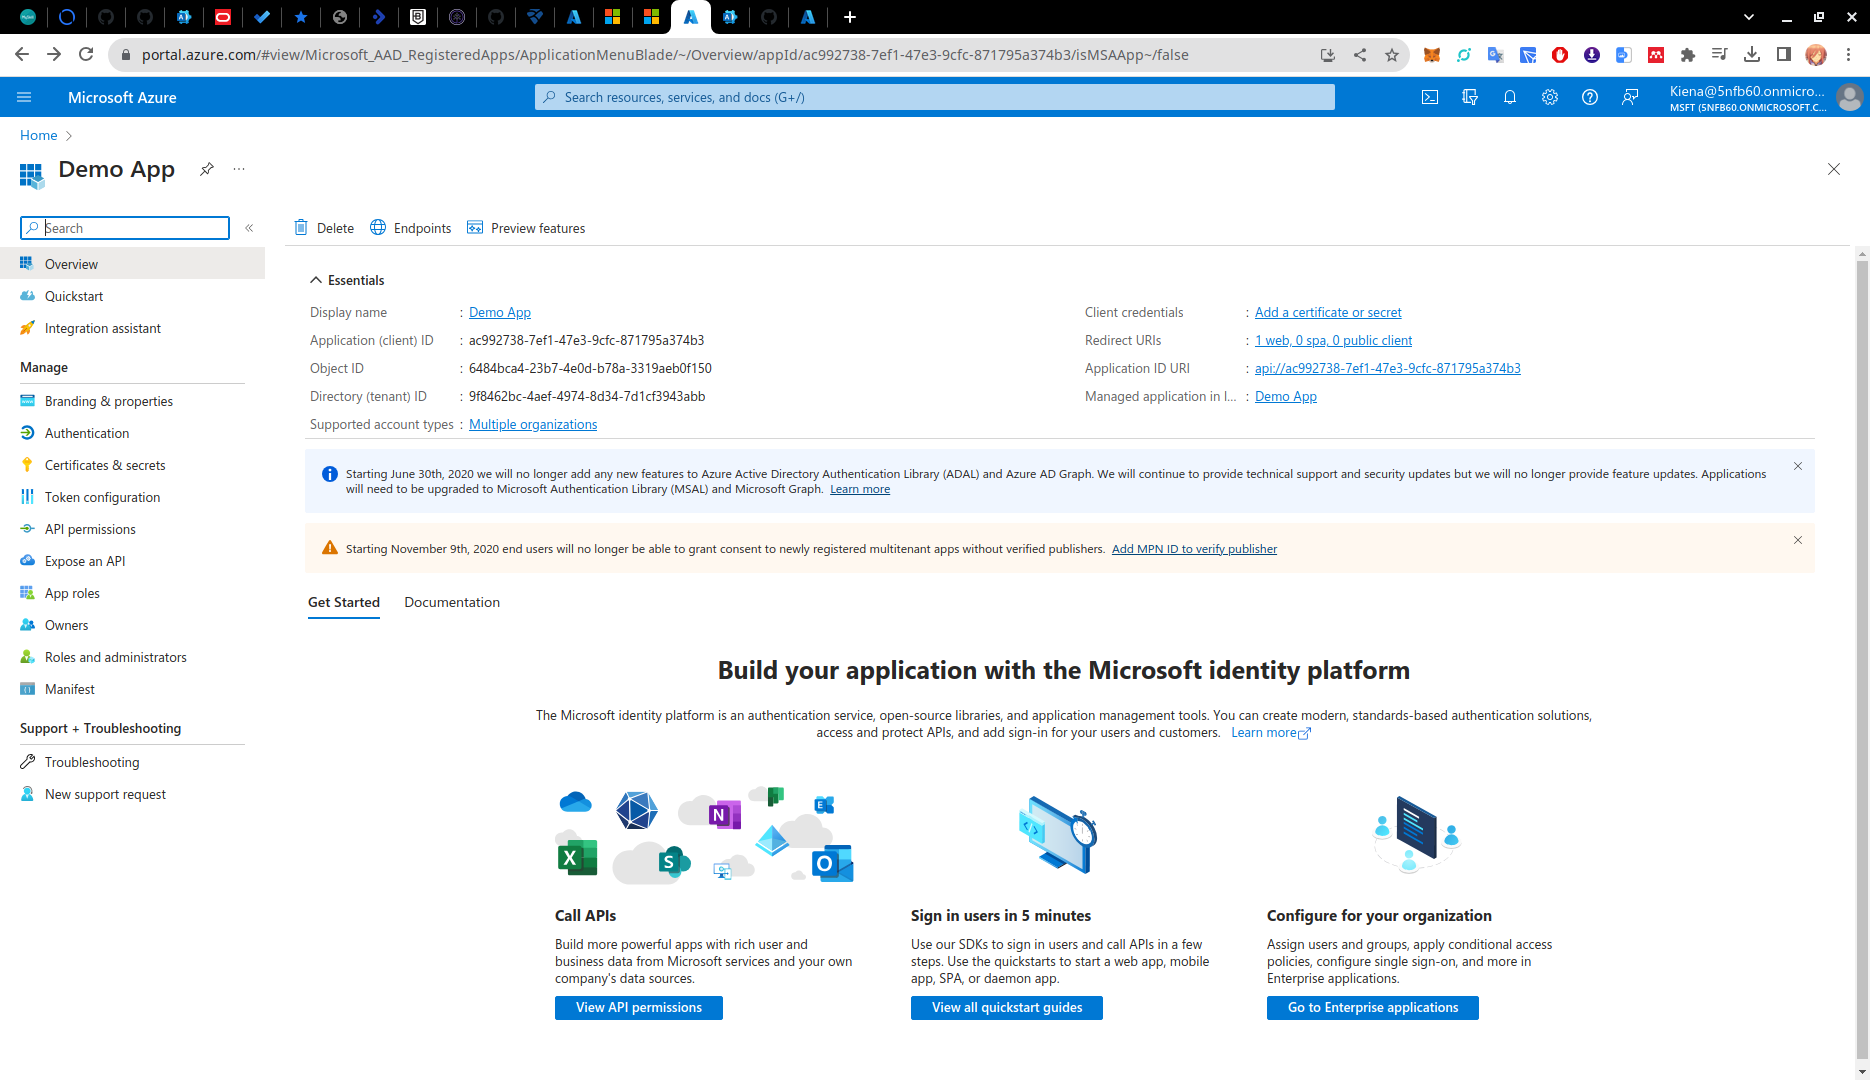 portal.azure.com/#view/Microsoft_AAD_RegisteredApps/ApplicationMenuBlade/~/Overview/appId/ac992738-7ef1-47e3-9cfc-871795a374b3/isMSAApp~/false
Microsoft Azure
Search resources, services, and docs (G+/)
Kiena@5nfb60.onmicro...
MSFT (5NFB60.ONMICROSOFT.C...
Home
Demo App
Search
Delete
Endpoints
Preview features
Overview
Quickstart
Integration assistant
Manage
Branding & properties
Authentication
Certificates & secrets
Token configuration
API permissions
Expose an API
App roles
Owners
Roles and administrators
Manifest
Support + Troubleshooting
Troubleshooting
New support request
Essentials
Display name : Demo App
Application (client) ID : ac992738-7ef1-47e3-9cfc-871795a374b3
Object ID : 6484bca4-23b7-4e0d-b78a-3319aeb0f150
Directory (tenant) ID : 9f8462bc-4aef-4974-8d34-7d1cf3943abb
Supported account types : Multiple organizations
Client credentials : Add a certificate or secret
Redirect URIs : 1 web, 0 spa, 0 public client
Application ID URI : api://ac992738-7ef1-47e3-9cfc-871795a374b3
Managed application in l... : Demo App
Starting June 30th, 2020 we will no longer add any new features to Azure Active Directory Authentication Library (ADAL) and Azure AD Graph. We will continue to provide technical support and security updates but we will no longer provide feature updates. Applications
will need to be upgraded to Microsoft Authentication Library (MSAL) and Microsoft Graph. Learn more
Starting November 9th, 2020 end users will no longer be able to grant consent to newly registered multitenant apps without verified publishers. Add MPN ID to verify publisher
Get Started
Documentation
Build your application with the Microsoft identity platform
The Microsoft identity platform is an authentication service, open-source libraries, and application management tools. You can create modern, standards-based authentication solutions,
access and protect APIs, and add sign-in for your users and customers. Learn more
N
E
X
S
O
Call APIs
Build more powerful apps with rich user and
business data from Microsoft services and your own
company's data sources.
View API permissions
Sign in users in 5 minutes
Use our SDKs to sign in users and call APIs in a few
steps. Use the quickstarts to start a web app, mobile
app, SPA, or daemon app.
View all quickstart guides
Configure for your organization
Assign users and groups, apply conditional access
policies, configure single sign-on, and more in
Enterprise applications.
Go to Enterprise applications